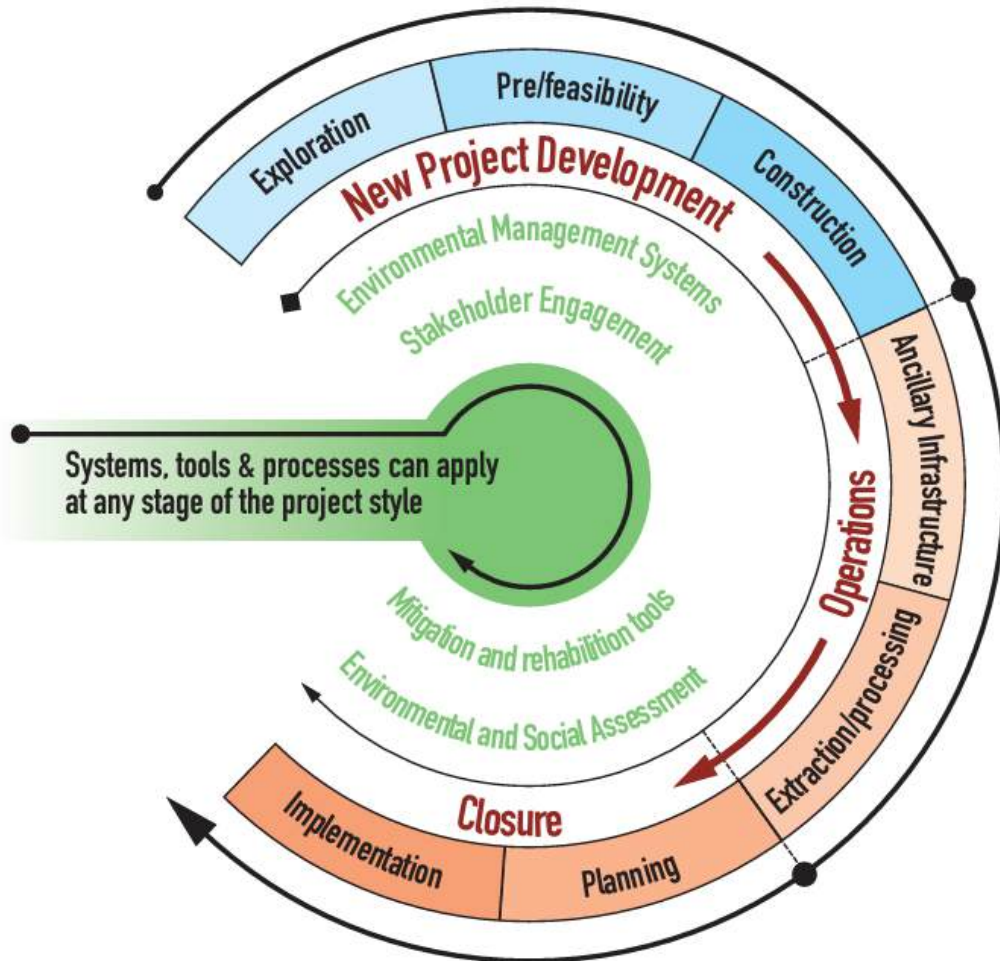 Exploration
Pre/feasibility
Construction
New Project Development
Environmental Management Systems
Stakeholder Engagement
Systems, tools & processes can apply
at any stage of the project style
Ancillary Infrastructure
Operations
Extraction/processing
Mitigation and rehabilition tools
Environmental and Social Assessment
Closure
Planning
Implementation